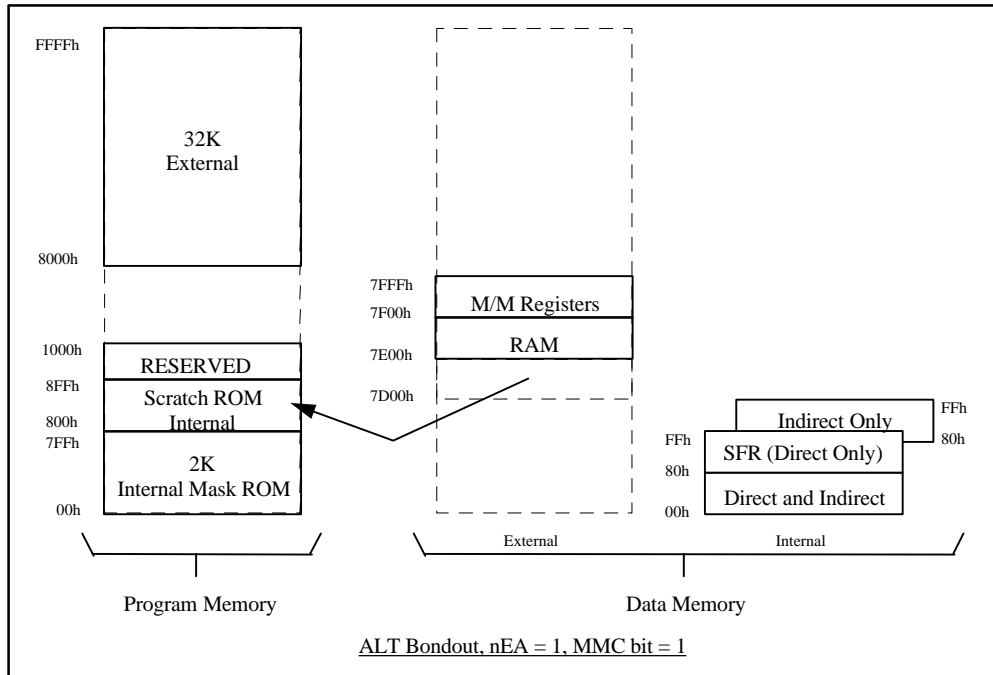 FFFFh
32K
External
8000h
1000h
RESERVED
8FFh
Scratch ROM
Internal
800h
7FFh
2K
Internal Mask ROM
00h
7FFFh
M/M Registers
7F00h
RAM
7E00h
7D00h
Indirect Only
FFh
80h
FFh
SFR (Direct Only)
80h
Direct and Indirect
00h
External
Internal
Program Memory
Data Memory
ALT Bondout, nEA = 1, MMC bit = 1